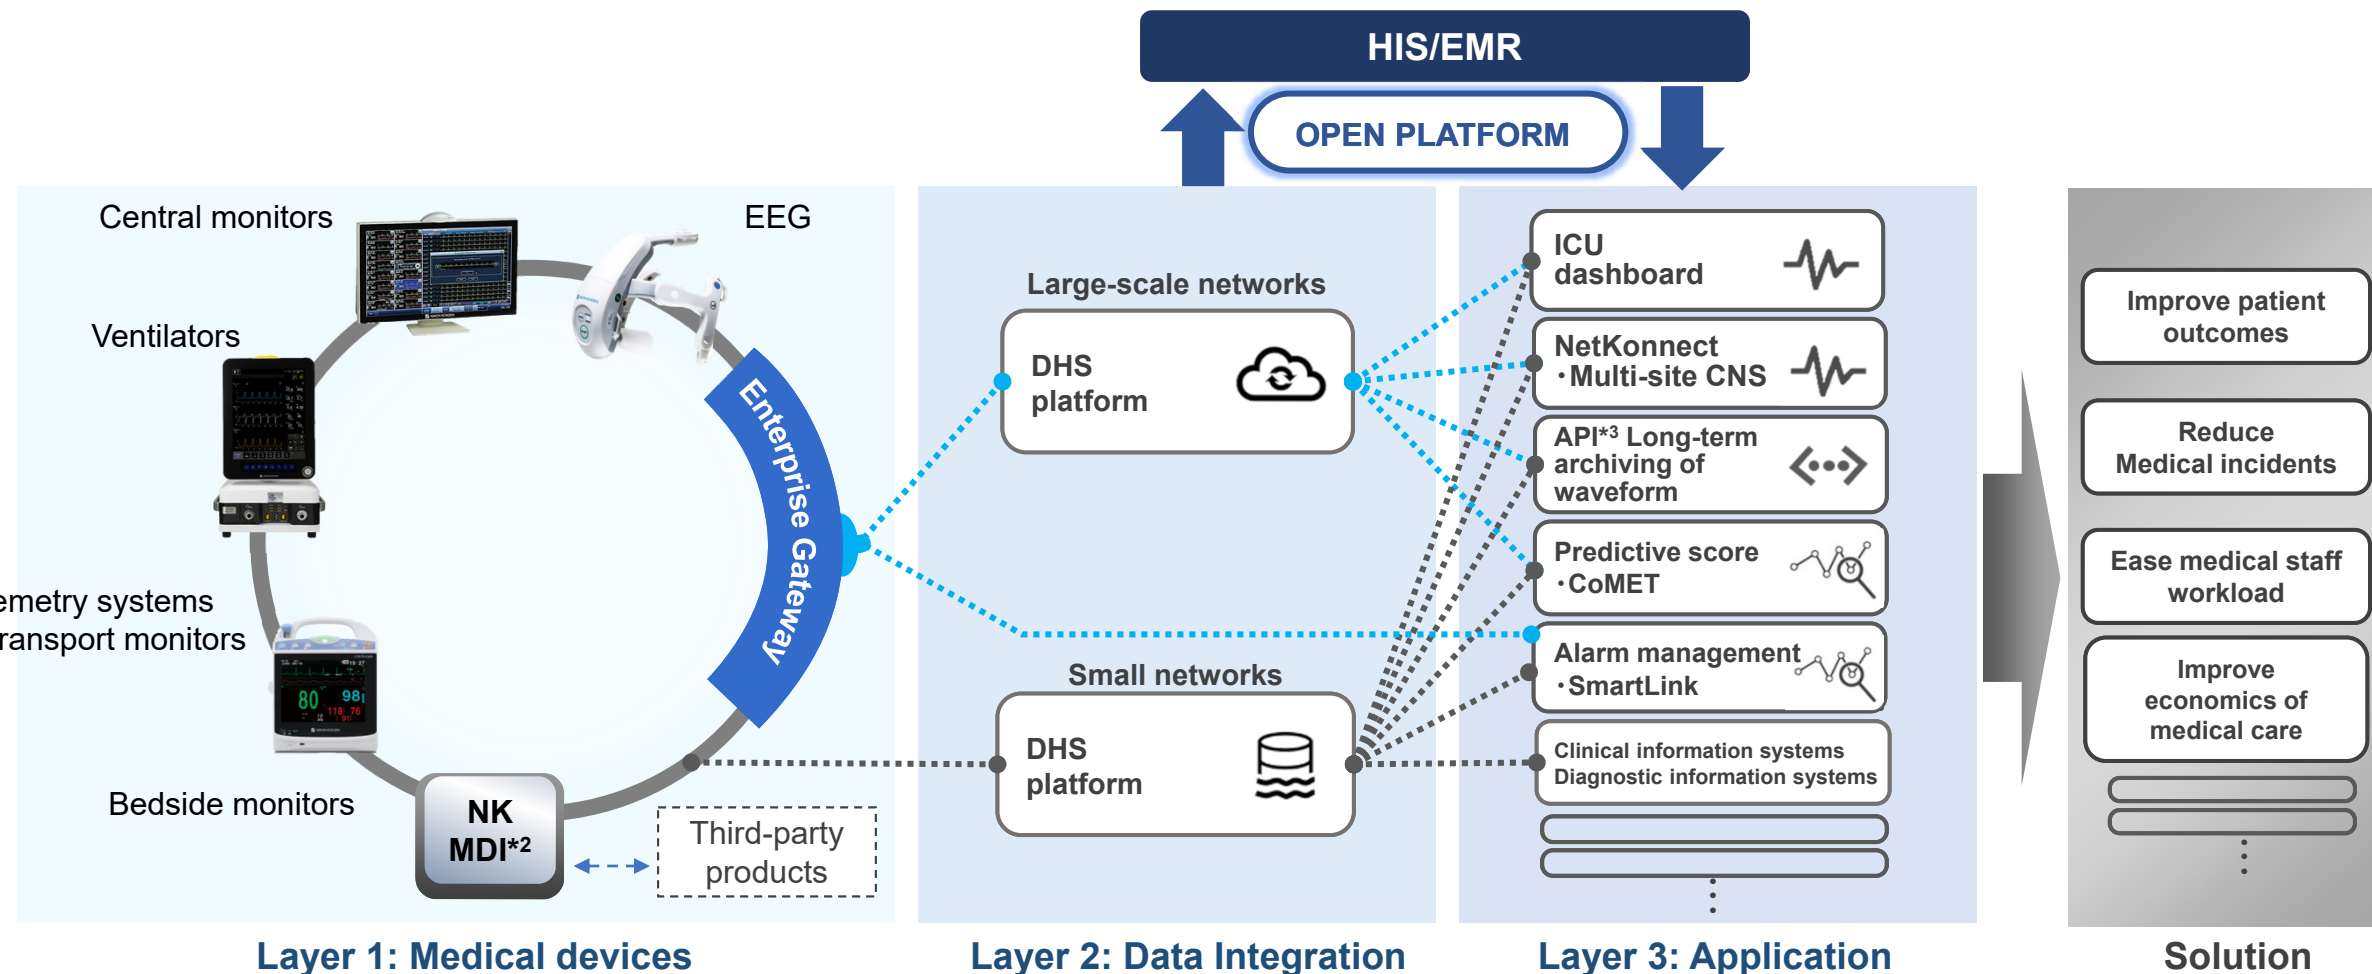 HIS/EMR
OPEN PLATFORM
Central monitors
EEG
Ventilators
emetry systems
ransport monitors
Bedside monitors
Enterprise Gateway
NK
MDI*2
Third-party
products
80
98
118 76
Layer 1: Medical devices
Large-scale networks
DHS
platform
Small networks
DHS
platform
Layer 2: Data Integration
ICU
dashboard
NetKonnect
・Multi-site CNS
API*3 Long-term
archiving of
waveform
Predictive score
・CoMET
Alarm management
・SmartLink
Clinical information systems
Diagnostic information systems
Layer 3: Application
Improve patient
outcomes
Reduce
Medical incidents
Ease medical staff
workload
Improve
economics of
medical care
Solution